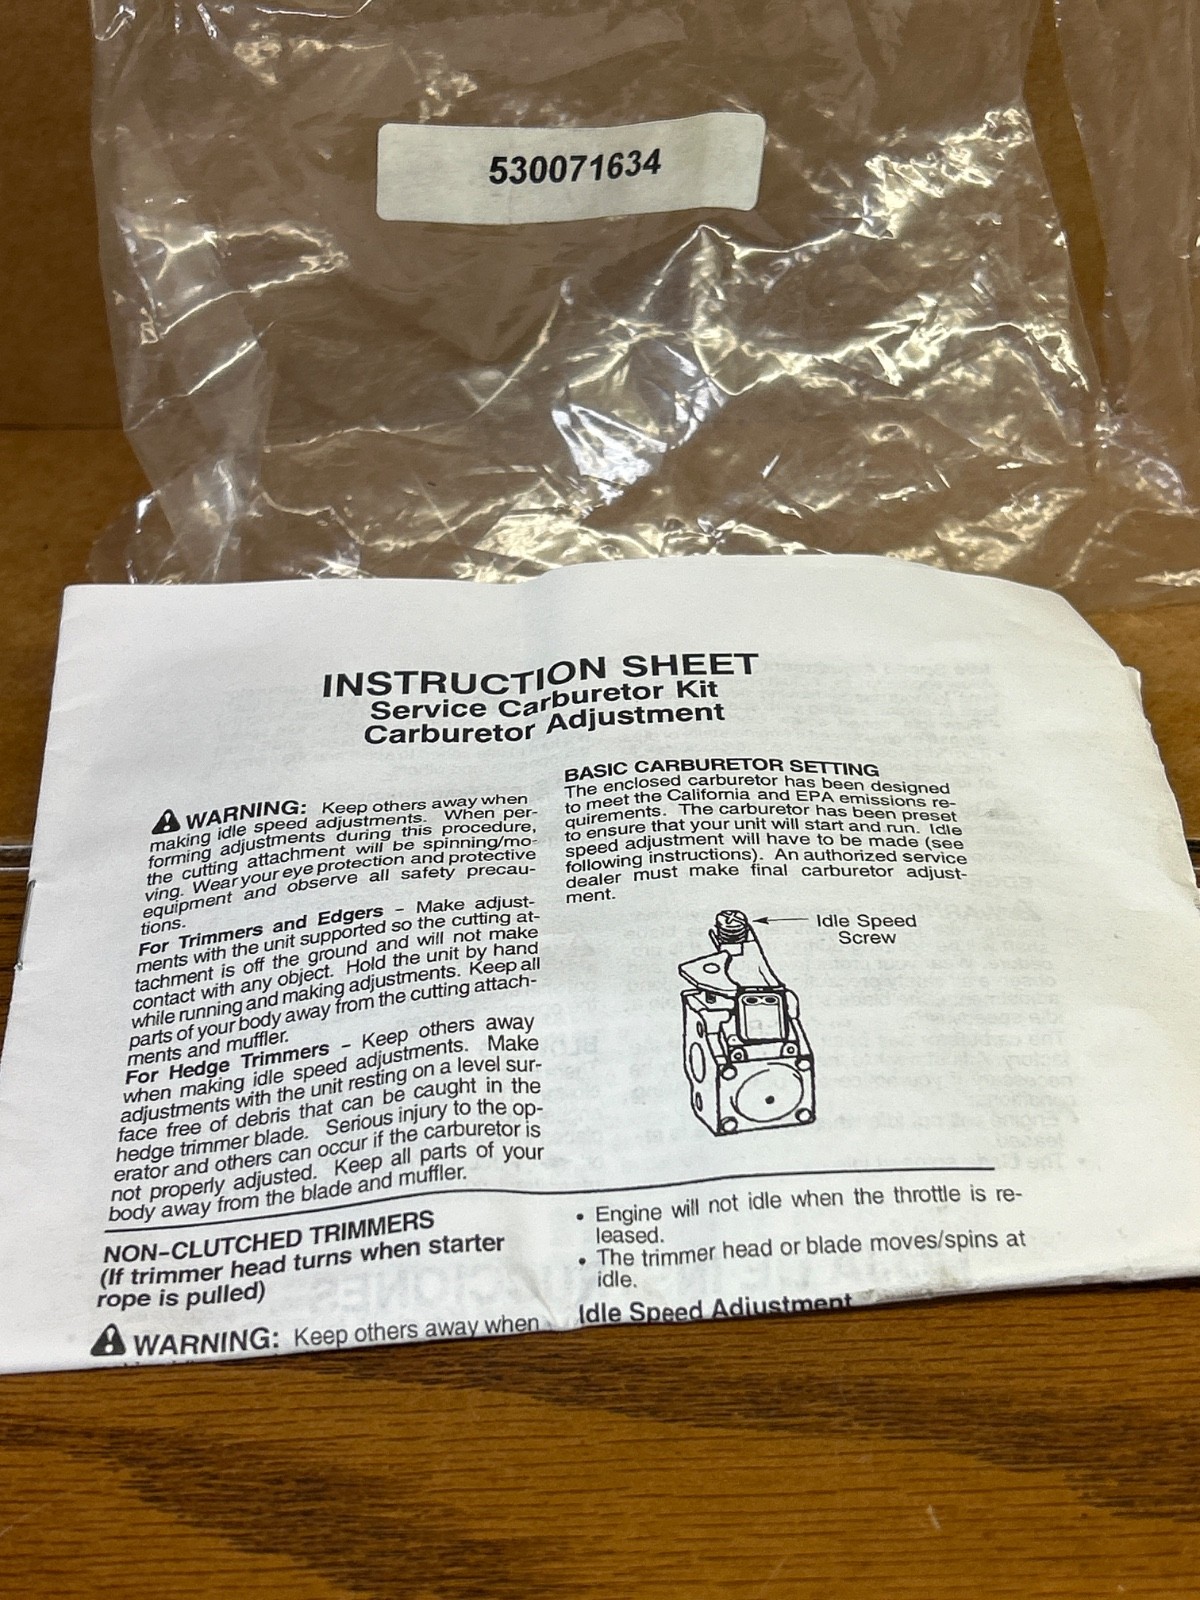 530071634
INSTRUCTION SHEET
Service Carburetor Kit
Carburetor Adjustment
WARNING: Keep others away when
making idle speed adjustments. When per-
forming adjustments during this procedure,
the cutting attachment will be spinning/mo-
ving. Wear your eye protection and protective
equipment and observe all safety precau-
tions.
For Trimmers and Edgers – Make adjust-
ments with the unit supported so the cutting at-
tachment is off the ground and will not make
contact with any object. Hold the unit by hand
while running and making adjustments. Keep all
parts of your body away from the cutting attach-
ments and muffler.
For Hedge Trimmers – Keep others away
when making idle speed adjustments. Make
adjustments with the unit resting on a level sur-
face free of debris that can be caught in the
hedge trimmer blade. Serious injury to the op-
erator and others can occur if the carburetor is
not properly adjusted. Keep all parts of your
body away from the blade and muffler.
BASIC CARBURETOR SETTING
The enclosed carburetor has been designed
to meet the California and EPA emissions re-
quirements. The carburetor has been preset
to ensure that your unit will start and run. Idle
speed adjustment will have to be made (see
following instructions). An authorized service
dealer must make final carburetor adjust-
ment.
Idle Speed
Screw
NON–CLUTCHED TRIMMERS
(If trimmer head turns when starter
rope is pulled)
WARNING: Keep others away when
• Engine will not idle when the throttle is re-
leased.
• The trimmer head or blade moves/spins at
idle.
Idle Speed Adjustment